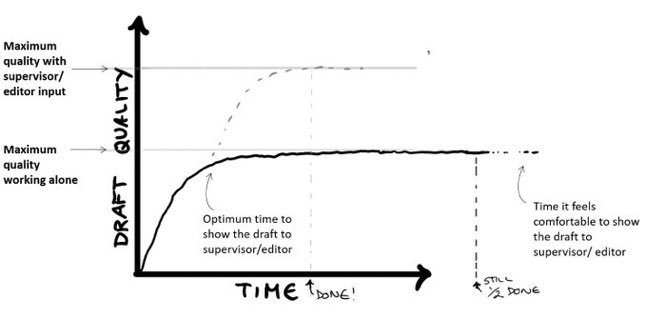 Maximum
quality with
supervisor/
editor input
Maximum
quality
working alone
DRAFT QUALITY
Optimum time to
show the draft to
supervisor/editor
Time it feels
comfortable to show
the draft to
supervisor/ editor
TIME
DONE!
STILL
1/2 DONE